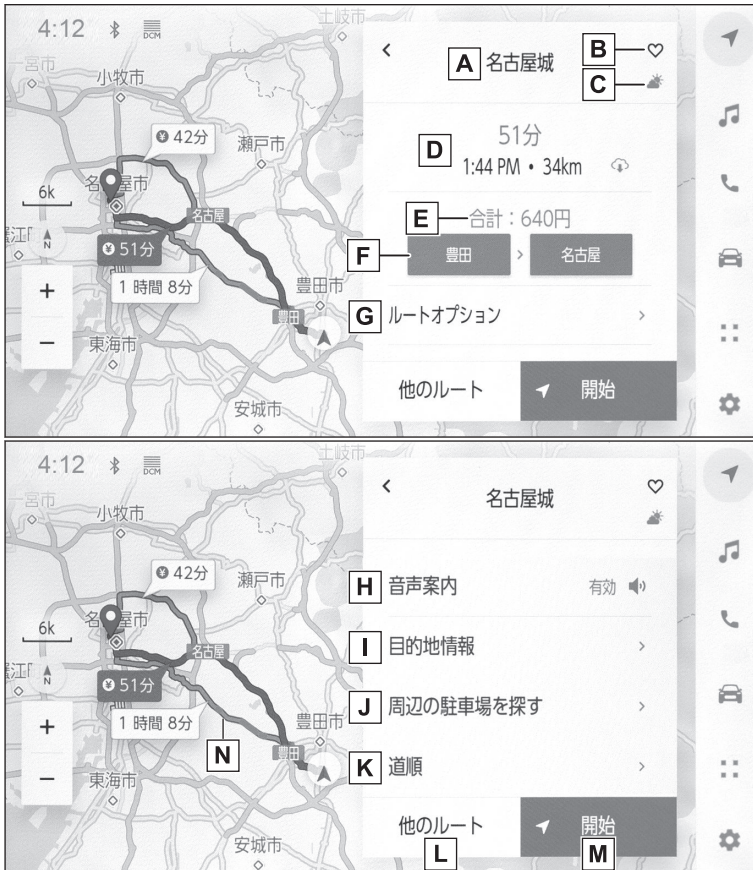 4:12 DCM
土岐市
一宮市
小牧市
瀬戸市
¥ 42分
名古屋市
6k
N
名古屋
¥ 51分
1 時間 8分
豊田市
豊田
東海市
安城市
+
−
A 名古屋城
B
C
D 51分
1:44 PM • 34km
E 合計：640円
F 豊田 > 名古屋
G ルートオプション >
他のルート 開始
4:12 DCM
土岐市
一宮市
小牧市
瀬戸市
¥ 42分
6k
N
名古屋
¥ 51分
1 時間 8分
豊田市
N
豊田
東海市
安城市
+
−
名古屋城
H 音声案内 有効
I 目的地情報 >
J 周辺の駐車場を探す >
K 道順 >
他のルート 開始
L M